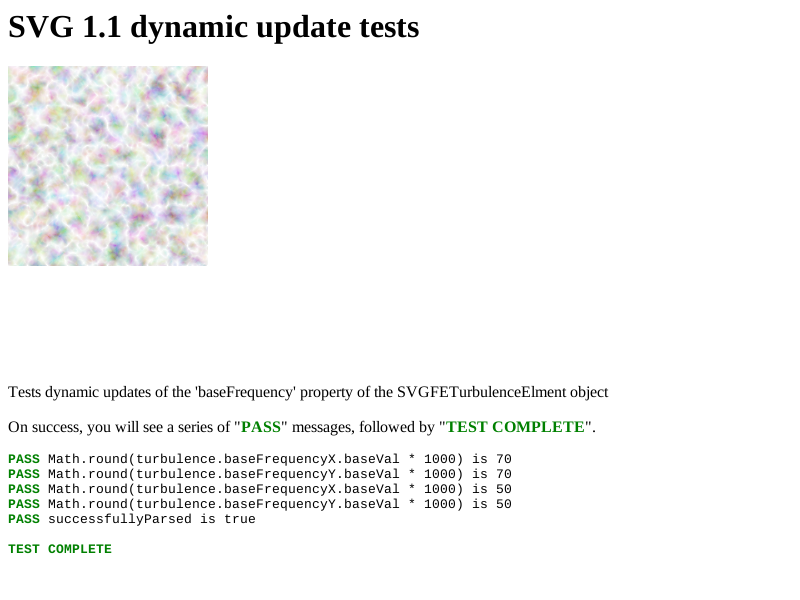 SVG 1.1 dynamic update tests
Tests dynamic updates of the 'baseFrequency' property of the SVGFETurbulenceElment object
On success, you will see a series of "PASS" messages, followed by "TEST COMPLETE".
PASS Math.round(turbulence.baseFrequencyX.baseVal * 1000) is 70
PASS Math.round(turbulence.baseFrequencyY.baseVal * 1000) is 70
PASS Math.round(turbulence.baseFrequencyX.baseVal * 1000) is 50
PASS Math.round(turbulence.baseFrequencyY.baseVal * 1000) is 50
PASS successfullyParsed is true
TEST COMPLETE